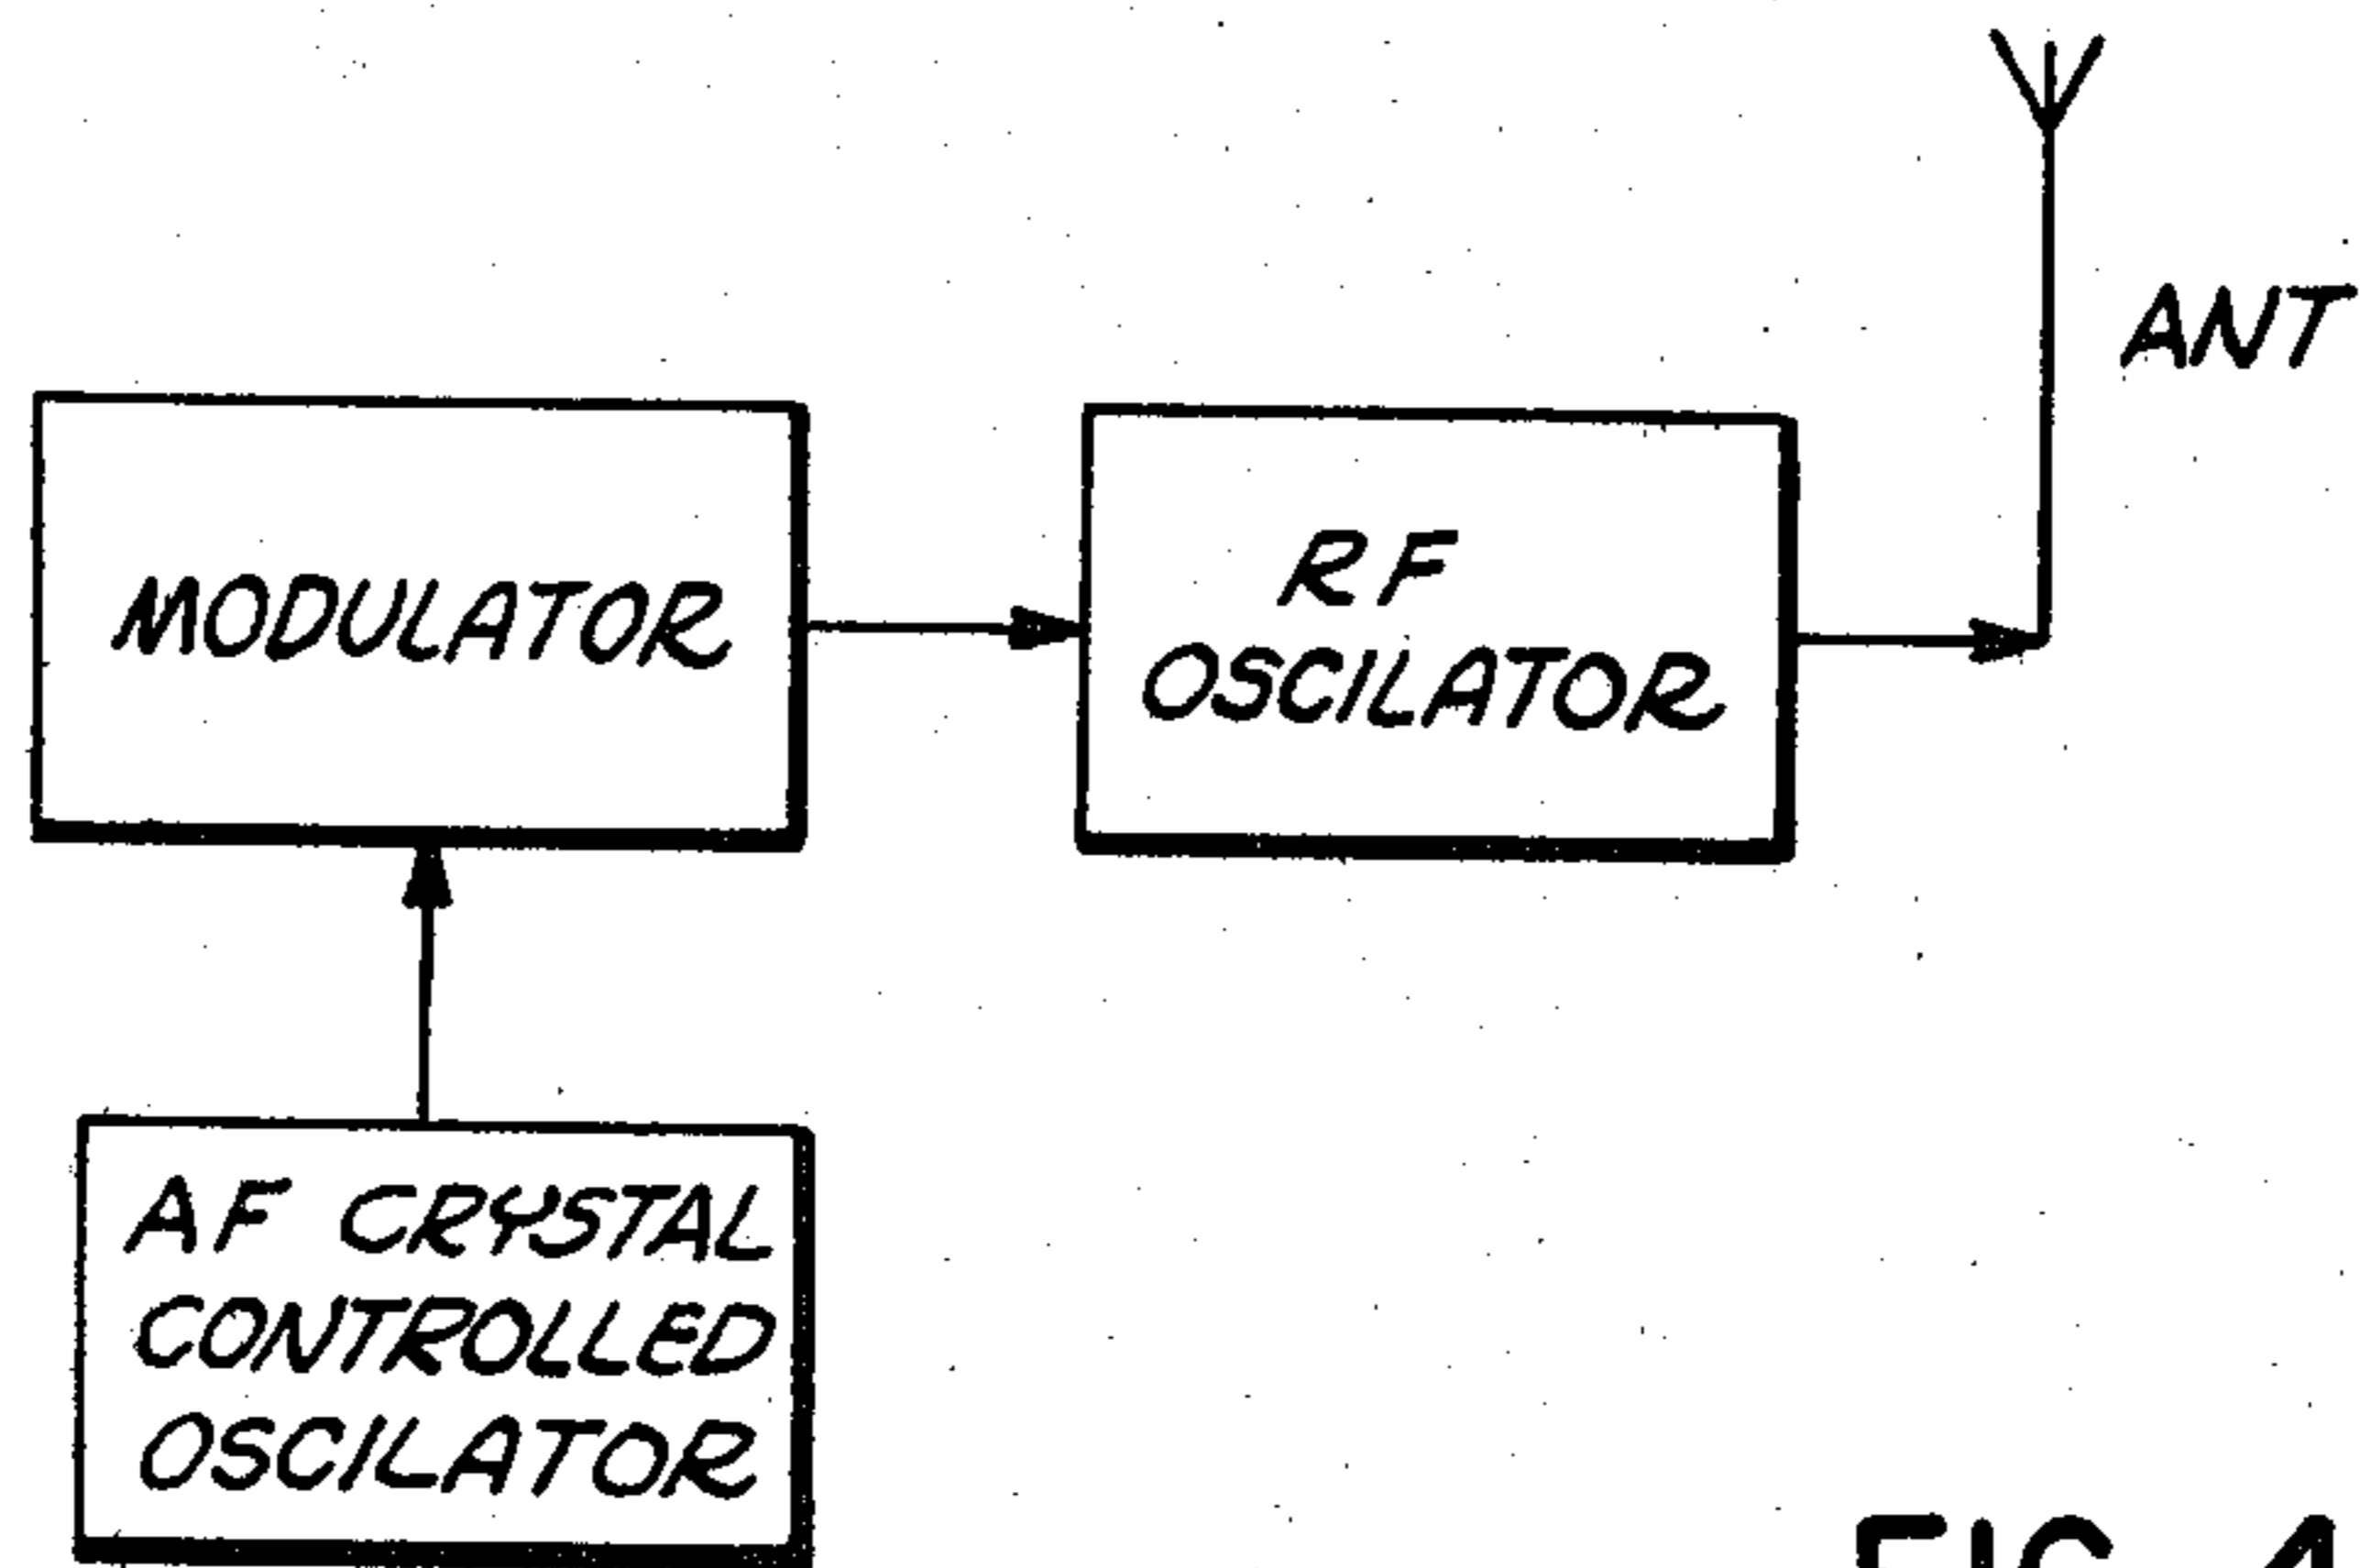 ANT
MODULATOR
RF
OSCILATOR
AF CRYSTAL
CONTROLLED
OSCILATOR